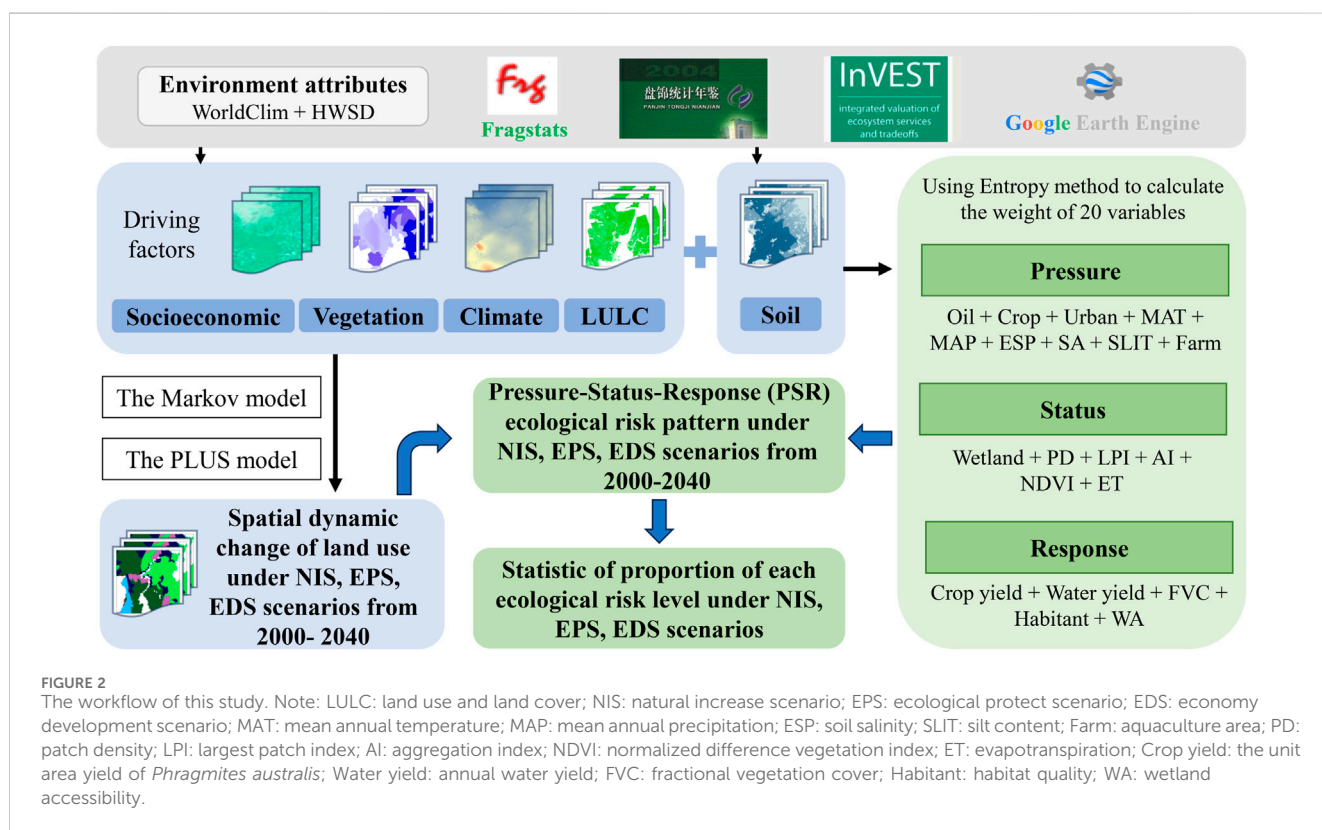 Environment attributes
WorldClim + HWSD
Frg
Fragstats
2004
盘锦统计年鉴
PANJIN TONGJI NIANJIAN
InVEST
integrated valuation of
ecosystem services
and tradeoffs
Google Earth Engine
Driving
factors
Socioeconomic
Vegetation
Climate
LULC
Soil
Using Entropy method to calculate
the weight of 20 variables
Pressure
Oil + Crop + Urban + MAT +
MAP + ESP + SA + SLIT + Farm
Status
Wetland + PD + LPI + AI +
NDVI + ET
Response
Crop yield + Water yield + FVC +
Habitant + WA
The Markov model
The PLUS model
Pressure-Status-Response (PSR)
ecological risk pattern under
NIS, EPS, EDS scenarios from
2000-2040
Spatial dynamic
change of land use
under NIS, EPS,
EDS scenarios from
2000- 2040
Statistic of proportion of each
ecological risk level under NIS,
EPS, EDS scenarios
FIGURE 2
The workflow of this study. Note: LULC: land use and land cover; NIS: natural increase scenario; EPS: ecological protect scenario; EDS: economy
development scenario; MAT: mean annual temperature; MAP: mean annual precipitation; ESP: soil salinity; SLIT: silt content; Farm: aquaculture area; PD:
patch density; LPI: largest patch index; AI: aggregation index; NDVI: normalized difference vegetation index; ET: evapotranspiration; Crop yield: the unit
area yield of Phragmites australis; Water yield: annual water yield; FVC: fractional vegetation cover; Habitant: habitat quality; WA: wetland
accessibility.